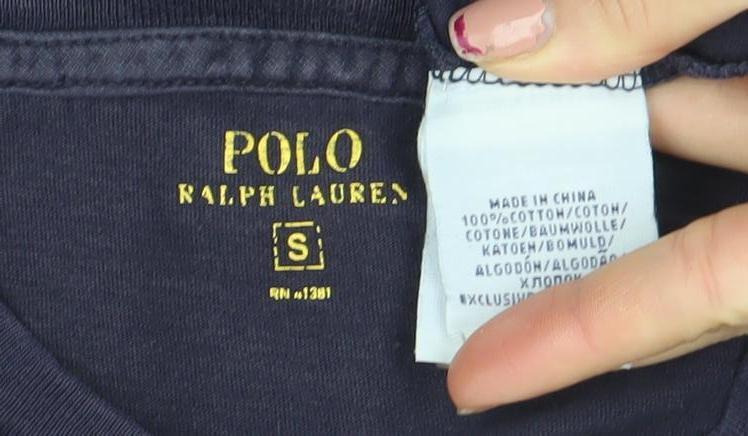 POLO
RALPH LAUREN
S
RN 41381
MADE IN CHINA
100% COTTON/COTON/
COTONE/BAUMWOLLE/
KATOEN/BOMULD/
ALGODÓN/ALGODÃO
ХЛОПОК